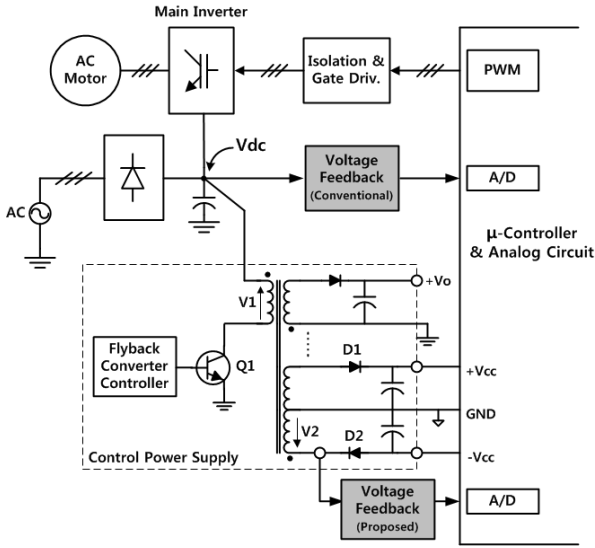 Main Inverter
AC
Motor
Isolation &
Gate Driv.
PWM
Vdc
Voltage
Feedback
(Conventional)
A/D
AC
μ-Controller
& Analog Circuit
V1
+Vo
Flyback
Converter
Controller
Q1
D1
+Vcc
GND
V2
D2
-Vcc
Control Power Supply
Voltage
Feedback
(Proposed)
A/D